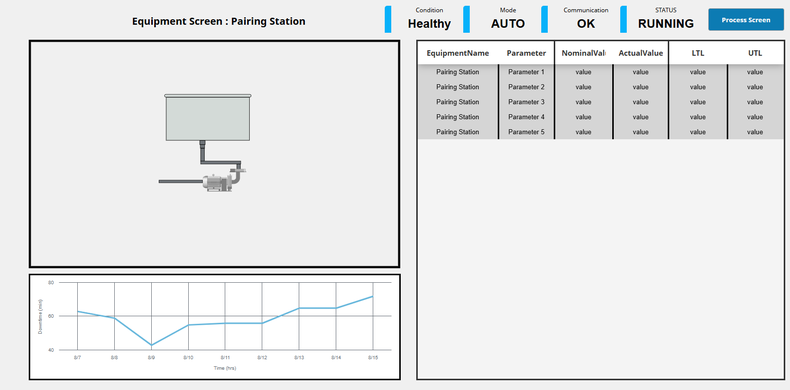 Equipment Screen : Pairing Station
Condition
Healthy
Mode
AUTO
Communication
OK
STATUS
RUNNING
Process Screen
EquipmentName Parameter NominalVal ActualValue LTL UTL
Pairing Station Parameter 1 value value value value
Pairing Station Parameter 2 value value value value
Pairing Station Parameter 3 value value value value
Pairing Station Parameter 4 value value value value
Pairing Station Parameter 5 value value value value
80
60
40
Downtime (min)
8/7 8/8 8/9 8/10 8/11 8/12 8/13 8/14 8/15
Time (hrs)